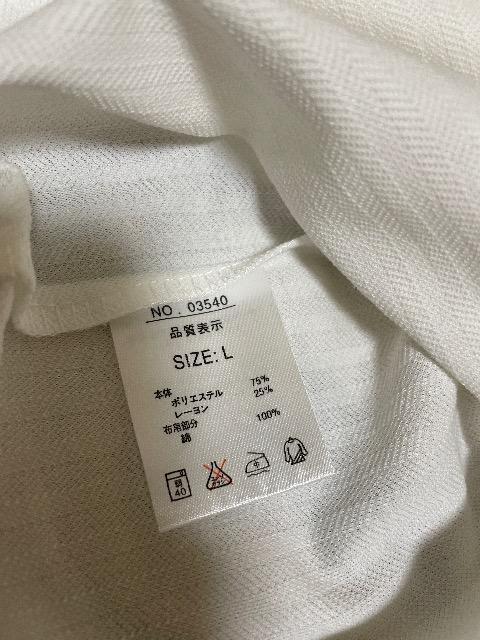 NO. 03540
品質表示
SIZE: L
本体
ポリエステル 75%
レーヨン 25%
布帛部分
綿 100%
弱
40
中